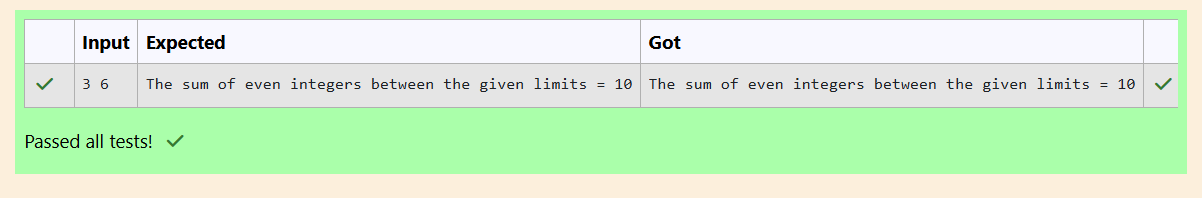 Input Expected Got
3 6 The sum of even integers between the given limits = 10 The sum of even integers between the given limits = 10
Passed all tests!